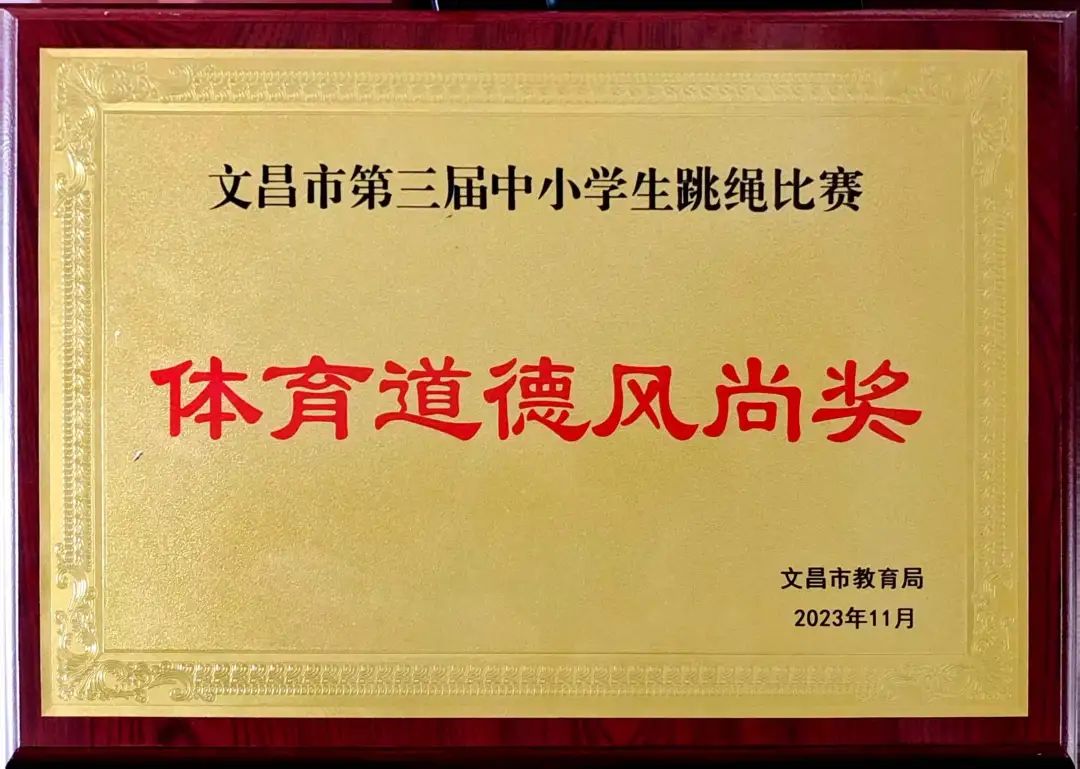 文昌市第三届中小学生跳绳比赛
体育道德风尚奖
文昌市教育局
2023年11月